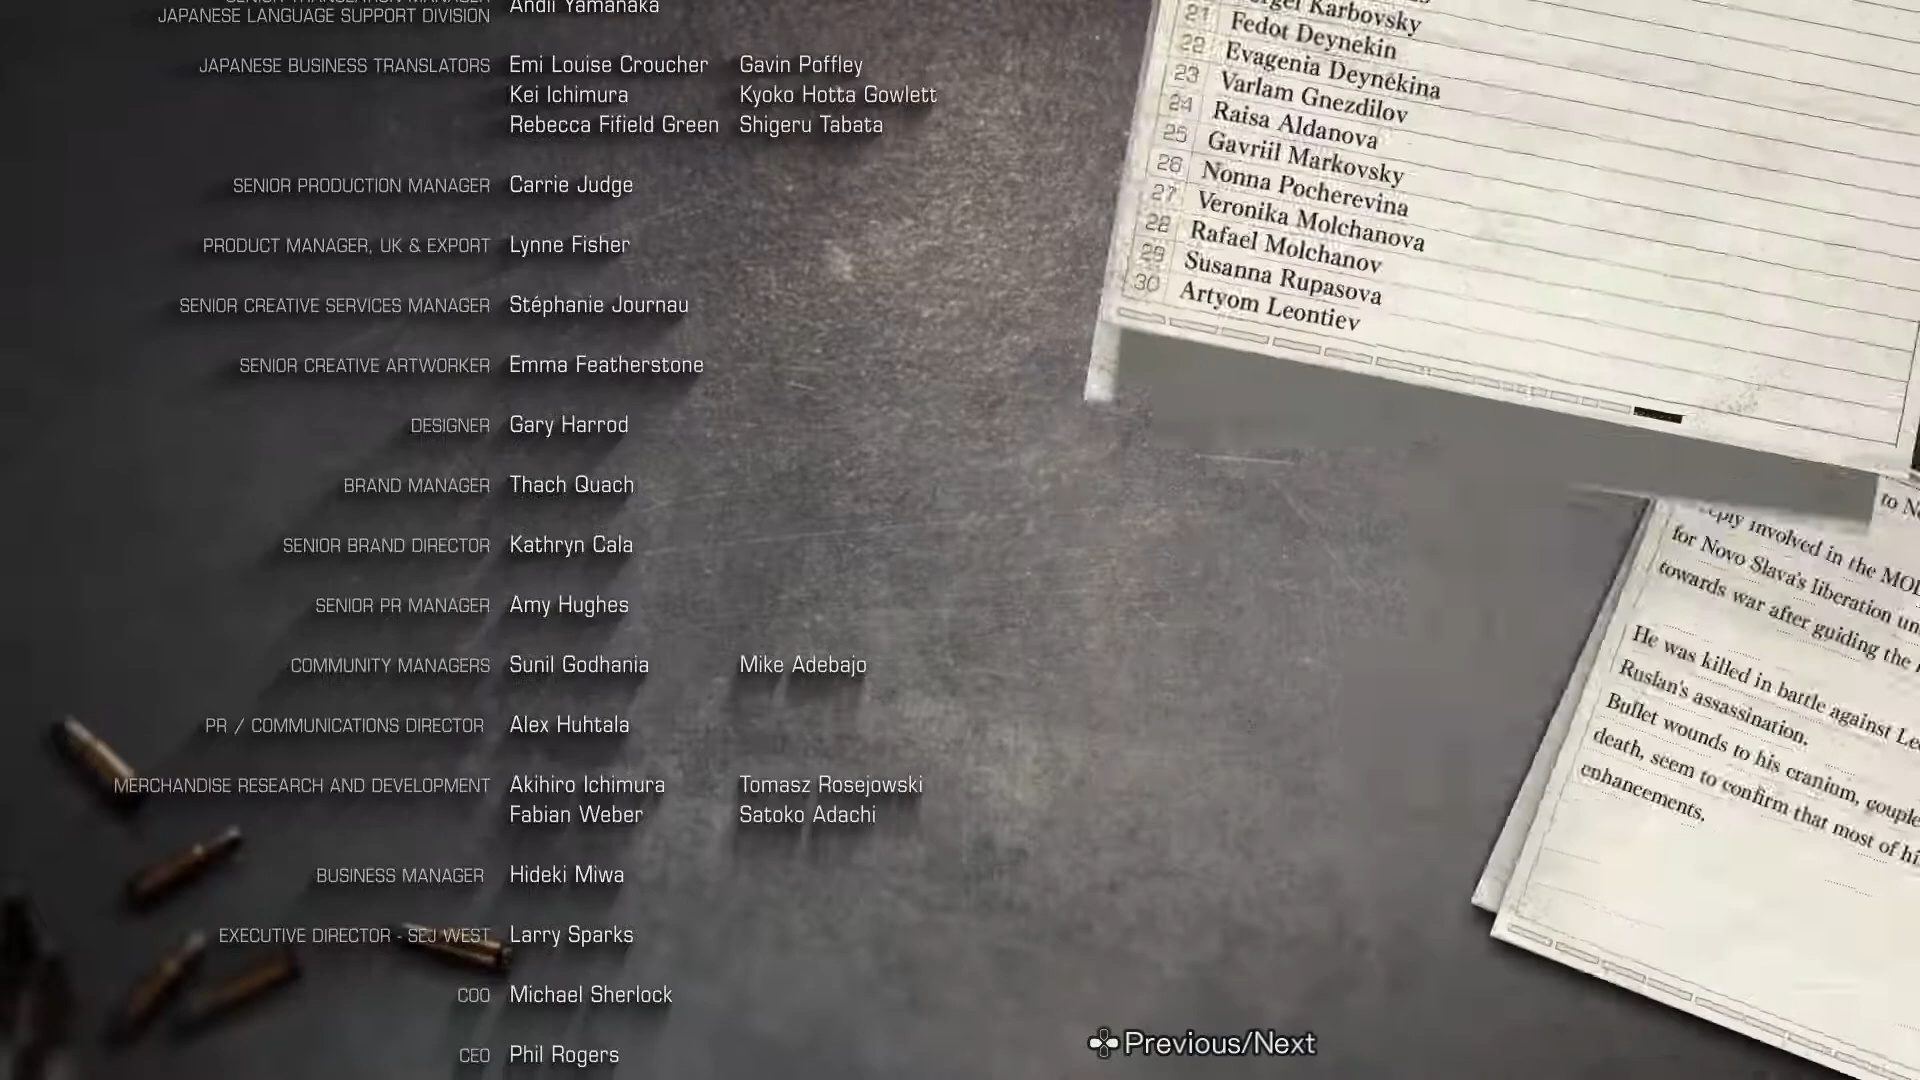 JAPANESE LANGUAGE SUPPORT DIVISION
JAPANESE BUSINESS TRANSLATORS Emi Louise Croucher Gavin Poffley
Kei Ichimura Kyoko Hotta Gowlett
Rebecca Fifield Green Shigeru Tabata
SENIOR PRODUCTION MANAGER Carrie Judge
PRODUCT MANAGER, UK & EXPORT Lynne Fisher
SENIOR CREATIVE SERVICES MANAGER Stéphanie Journau
SENIOR CREATIVE ARTWORKER Emma Featherstone
DESIGNER Gary Harrod
BRAND MANAGER Thach Quach
SENIOR BRAND DIRECTOR Kathryn Cala
SENIOR PR MANAGER Amy Hughes
COMMUNITY MANAGERS Sunil Godhania Mike Adebajo
PR / COMMUNICATIONS DIRECTOR Alex Huhtala
MERCHANDISE RESEARCH AND DEVELOPMENT Akihiro Ichimura Tomasz Rosejowski
Fabian Weber Satoko Adachi
BUSINESS MANAGER Hideki Miwa
EXECUTIVE DIRECTOR - SEJ WEST Larry Sparks
COO Michael Sherlock
CEO Phil Rogers
Karbovsky
21 Fedot Deynekin
22 Evagenia Deynekina
23 Varlam Gnezdilov
24 Raisa Aldanova
25 Gavriil Markovsky
26 Nonna Pocherevina
27 Veronika Molchanova
28 Rafael Molchanov
29 Susanna Rupasova
30 Artyom Leontiev
to
involved in the
for Novo Slava's liberation
towards war after guiding the
He was killed in battle against
Ruslan's assassination.
Bullet wounds to his cranium,
death, seem to confirm that most of
enhancements.
Previous/Next